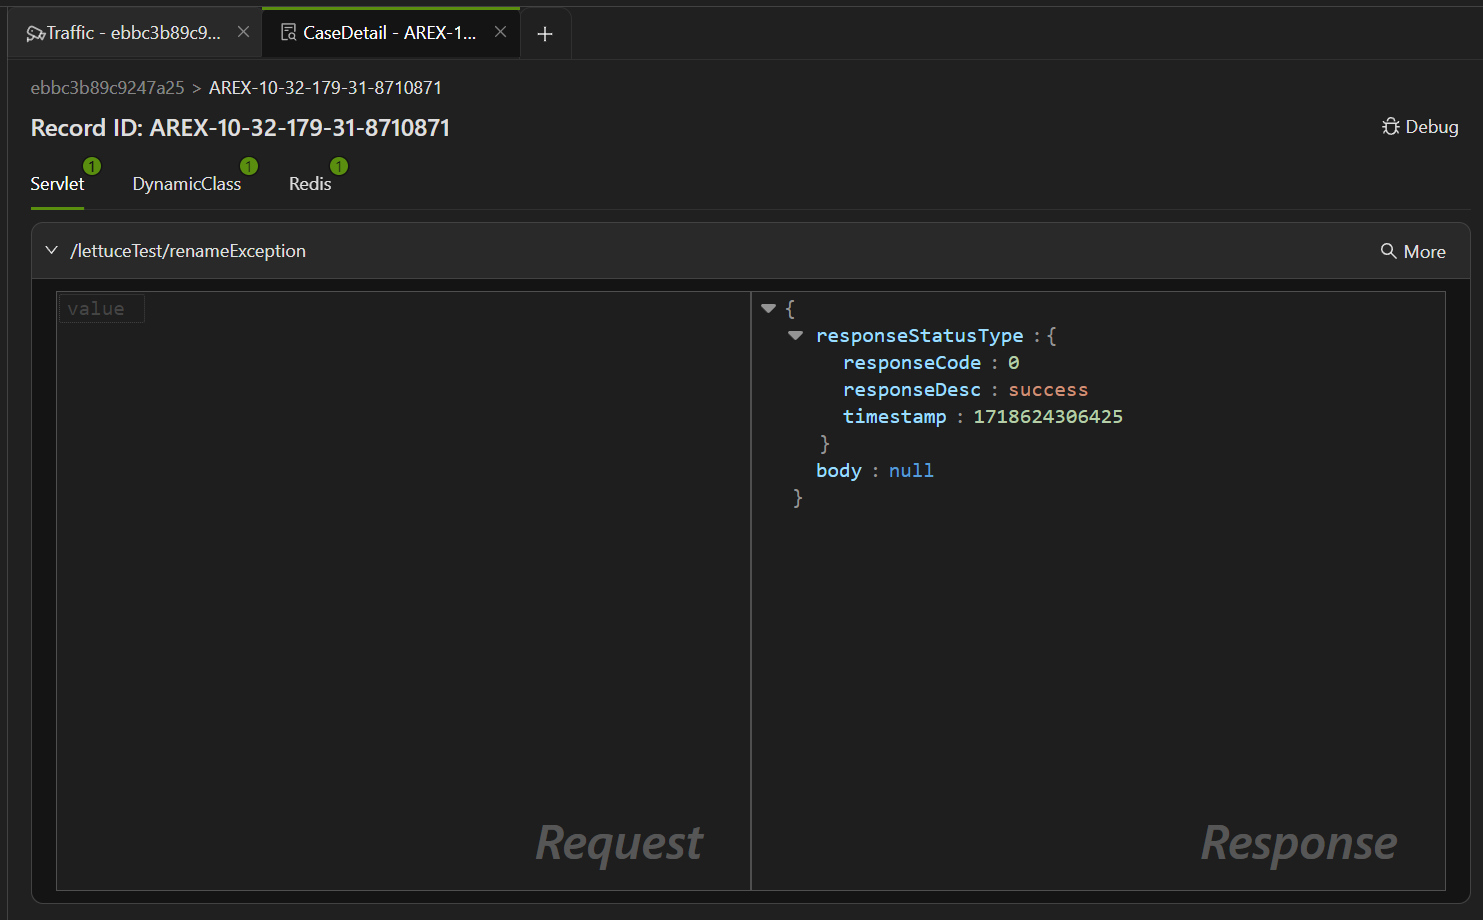 Traffic - ebbc3b89c9...
CaseDetail - AREX-1...
ebbc3b89c9247a25 > AREX-10-32-179-31-8710871
Record ID: AREX-10-32-179-31-8710871
Debug
Servlet 1
DynamicClass 1
Redis 1
/lettuceTest/renameException
More
value
{
responseStatusType : {
responseCode : 0
responseDesc : success
timestamp : 1718624306425
}
body : null
}
Request
Response